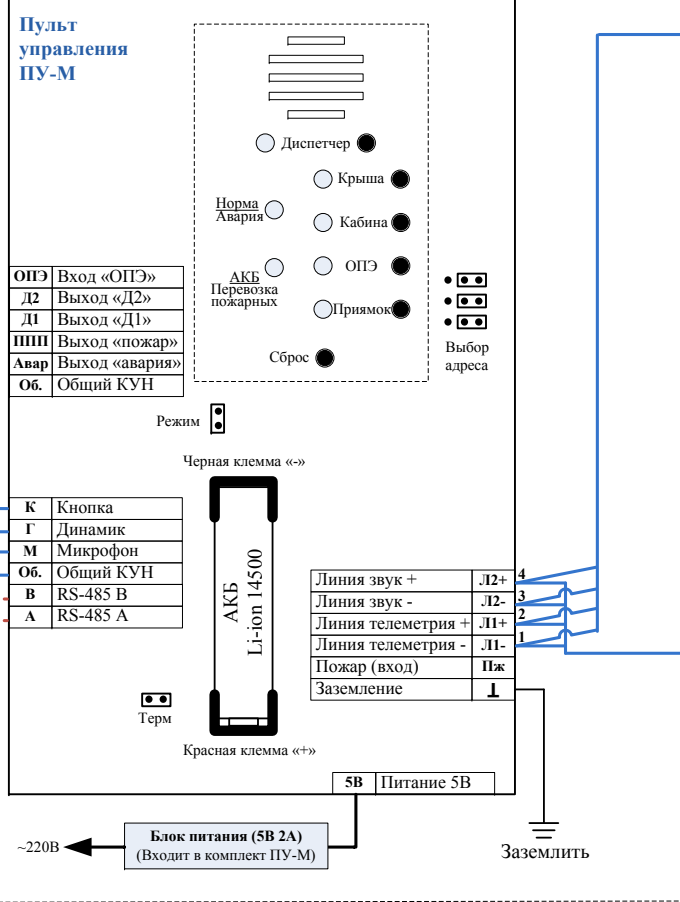 Пульт
управления
ПУ-М
Диспетчер
Крыша
Норма
Авария
Кабина
АКБ
Перевозка
пожарных
ОПЭ
Приямок
Сброс
Выбор
адреса
ОПЭ Вход «ОПЭ»
Д2 Выход «Д2»
Д1 Выход «Д1»
ППП Выход «пожар»
Авар Выход «авария»
Об. Общий КУН
Режим
Черная клемма «-»
К Кнопка
Г Динамик
М Микрофон
Об. Общий КУН
В RS-485 В
А RS-485 А
АКБ
Li-ion 14500
Линия звук + Л2+ 4
Линия звук - Л2- 3
Линия телеметрия + Л1+ 2
Линия телеметрия - Л1- 1
Пожар (вход) Пж
Заземление
Терм
Красная клемма «+»
5В Питание 5В
~220В
Блок питания (5В 2А)
(Входит в комплект ПУ-М)
Заземлить